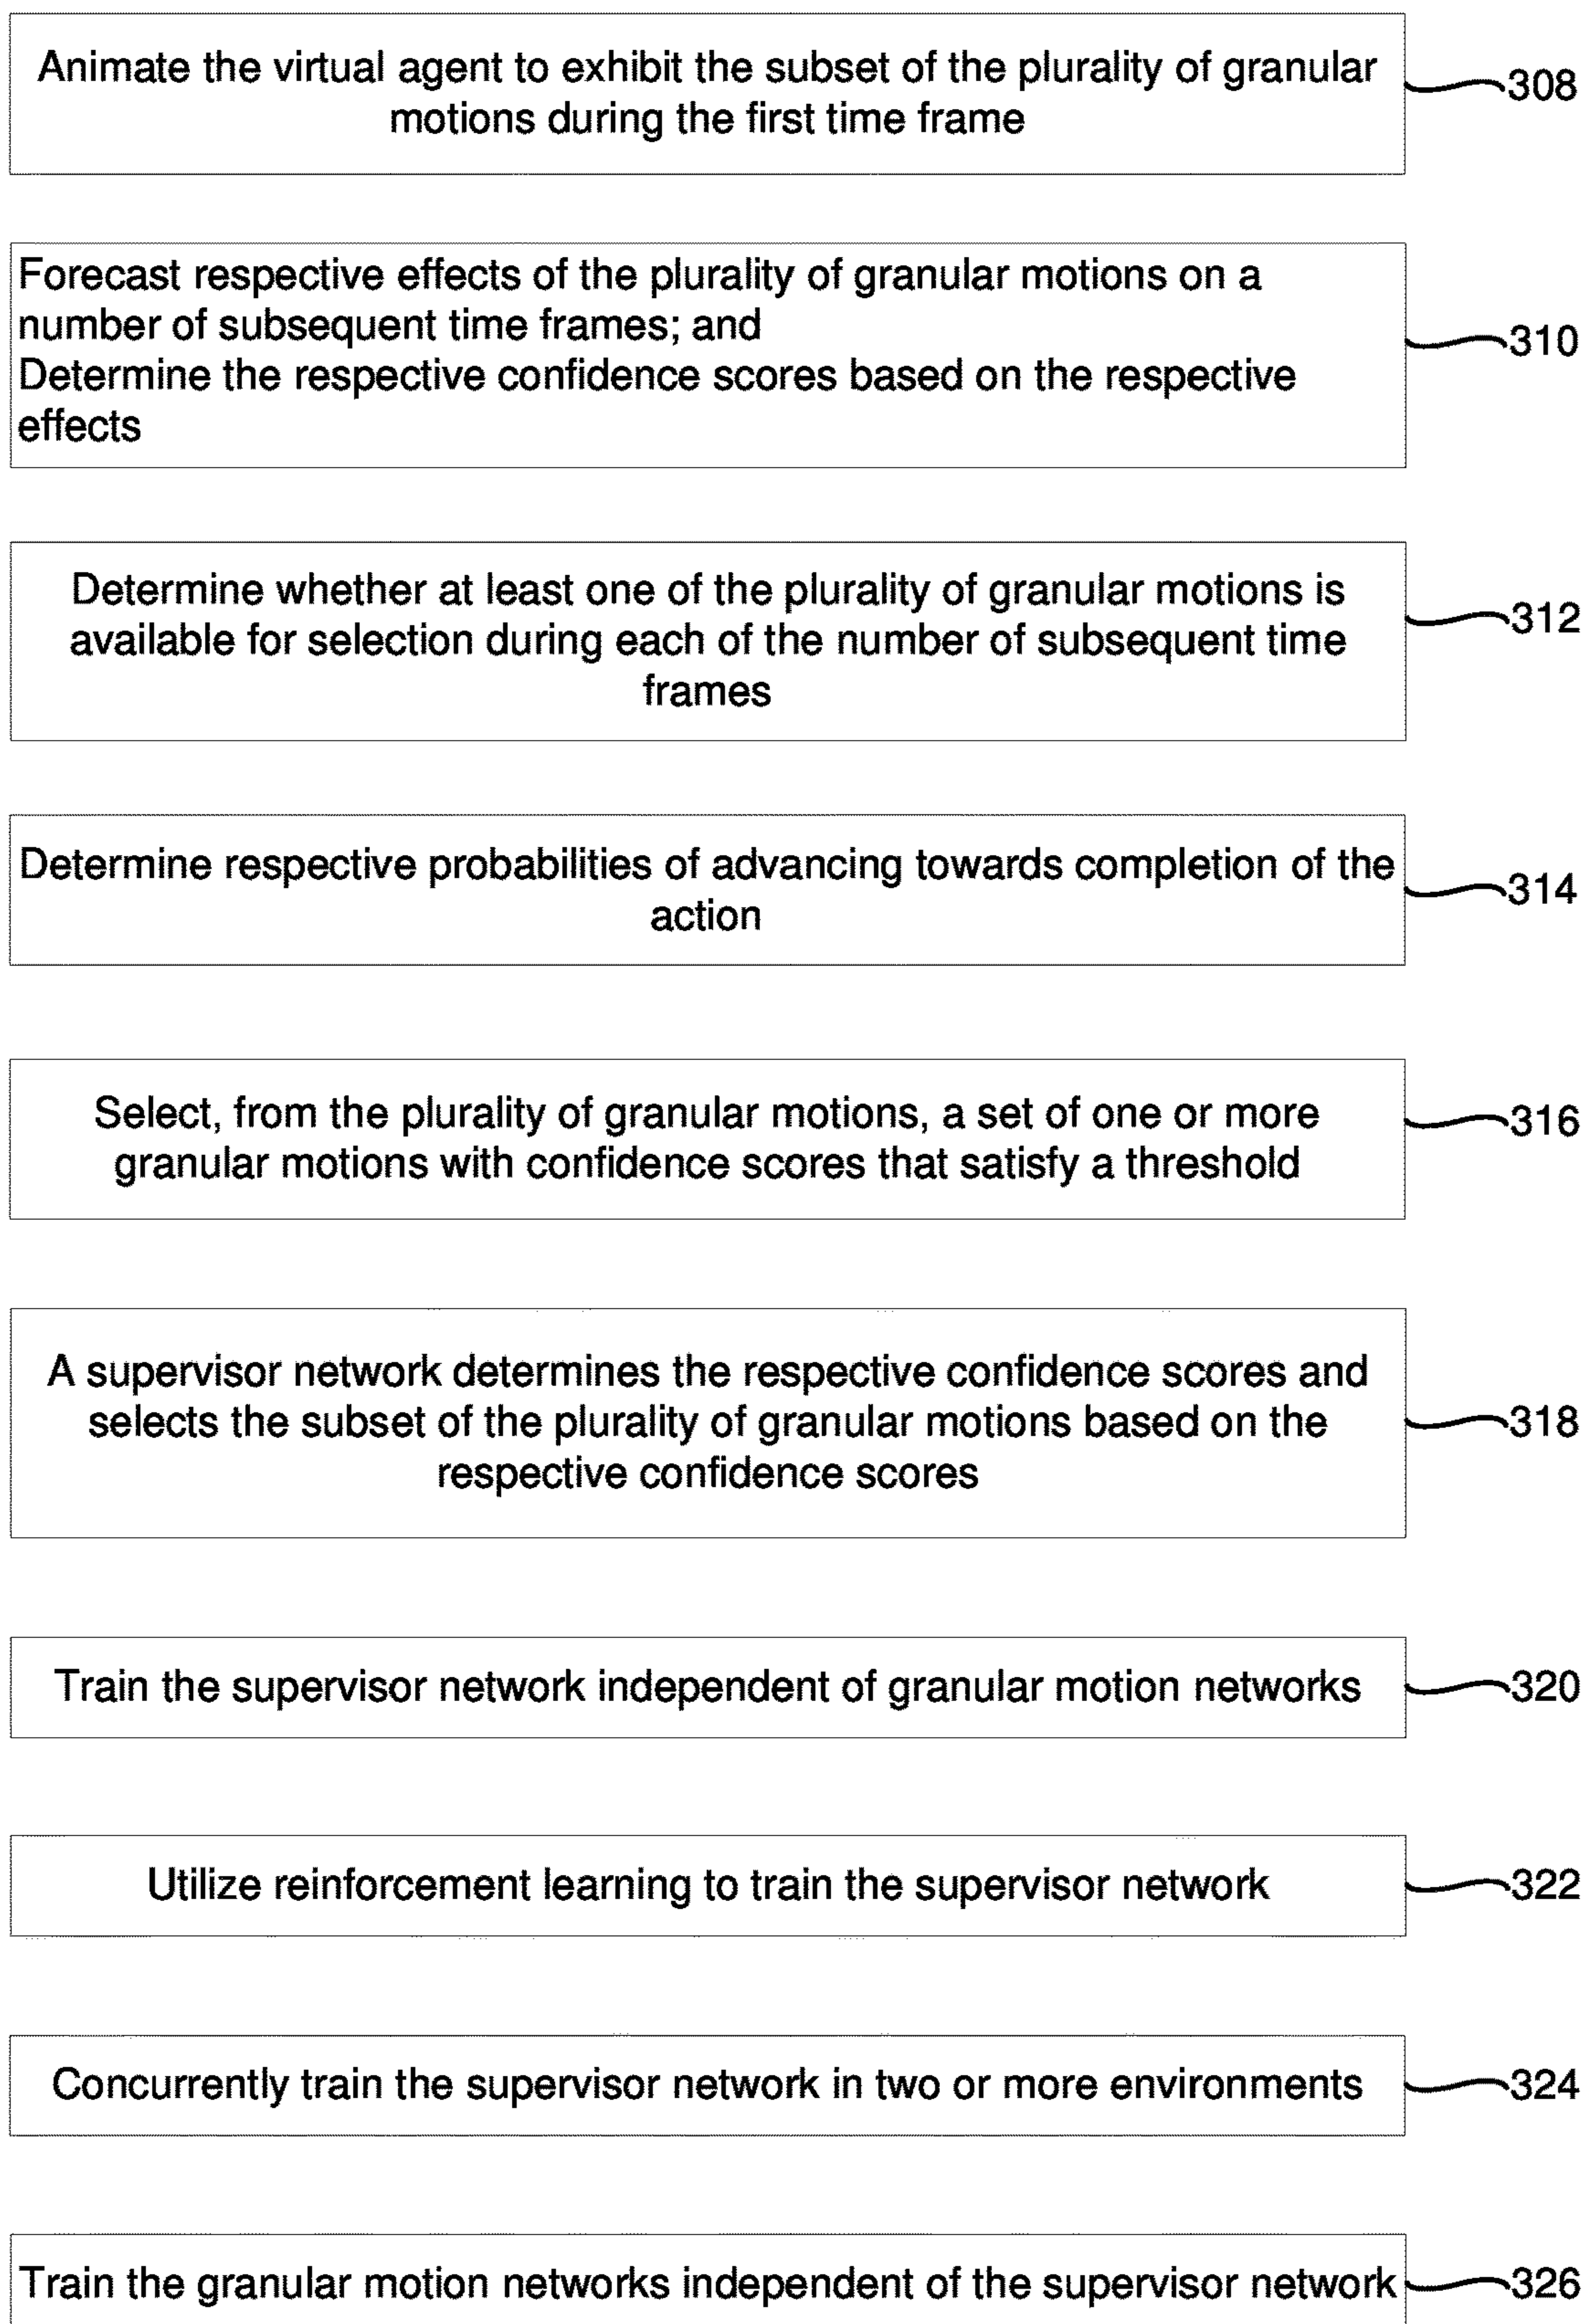 Animate the virtual agent to exhibit the subset of the plurality of granular
motions during the first time frame
308
Forecast respective effects of the plurality of granular motions on a
number of subsequent time frames; and
Determine the respective confidence scores based on the respective
effects
310
Determine whether at least one of the plurality of granular motions is
available for selection during each of the number of subsequent time
frames
312
Determine respective probabilities of advancing towards completion of the
action
314
Select, from the plurality of granular motions, a set of one or more
granular motions with confidence scores that satisfy a threshold
316
A supervisor network determines the respective confidence scores and
selects the subset of the plurality of granular motions based on the
respective confidence scores
318
Train the supervisor network independent of granular motion networks
320
Utilize reinforcement learning to train the supervisor network
322
Concurrently train the supervisor network in two or more environments
324
Train the granular motion networks independent of the supervisor network
326